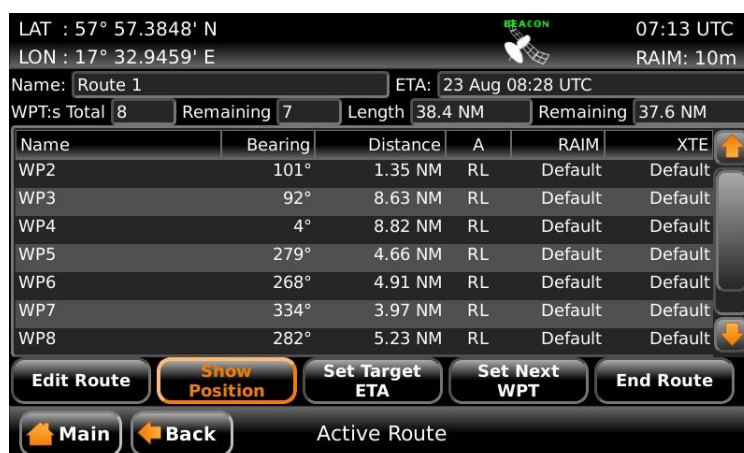 LAT : 57° 57.3848' N BEACON 07:13 UTC
LON : 17° 32.9459' E RAIM: 10m
Name: Route 1 ETA: 23 Aug 08:28 UTC
WPT:s Total 8 Remaining 7 Length 38.4 NM Remaining 37.6 NM
Name Bearing Distance A RAIM XTE
WP2 101° 1.35 NM RL Default Default
WP3 92° 8.63 NM RL Default Default
WP4 4° 8.82 NM RL Default Default
WP5 279° 4.66 NM RL Default Default
WP6 268° 4.91 NM RL Default Default
WP7 334° 3.97 NM RL Default Default
WP8 282° 5.23 NM RL Default Default
Edit Route Show Position Set Target ETA Set Next WPT End Route
Main Back Active Route